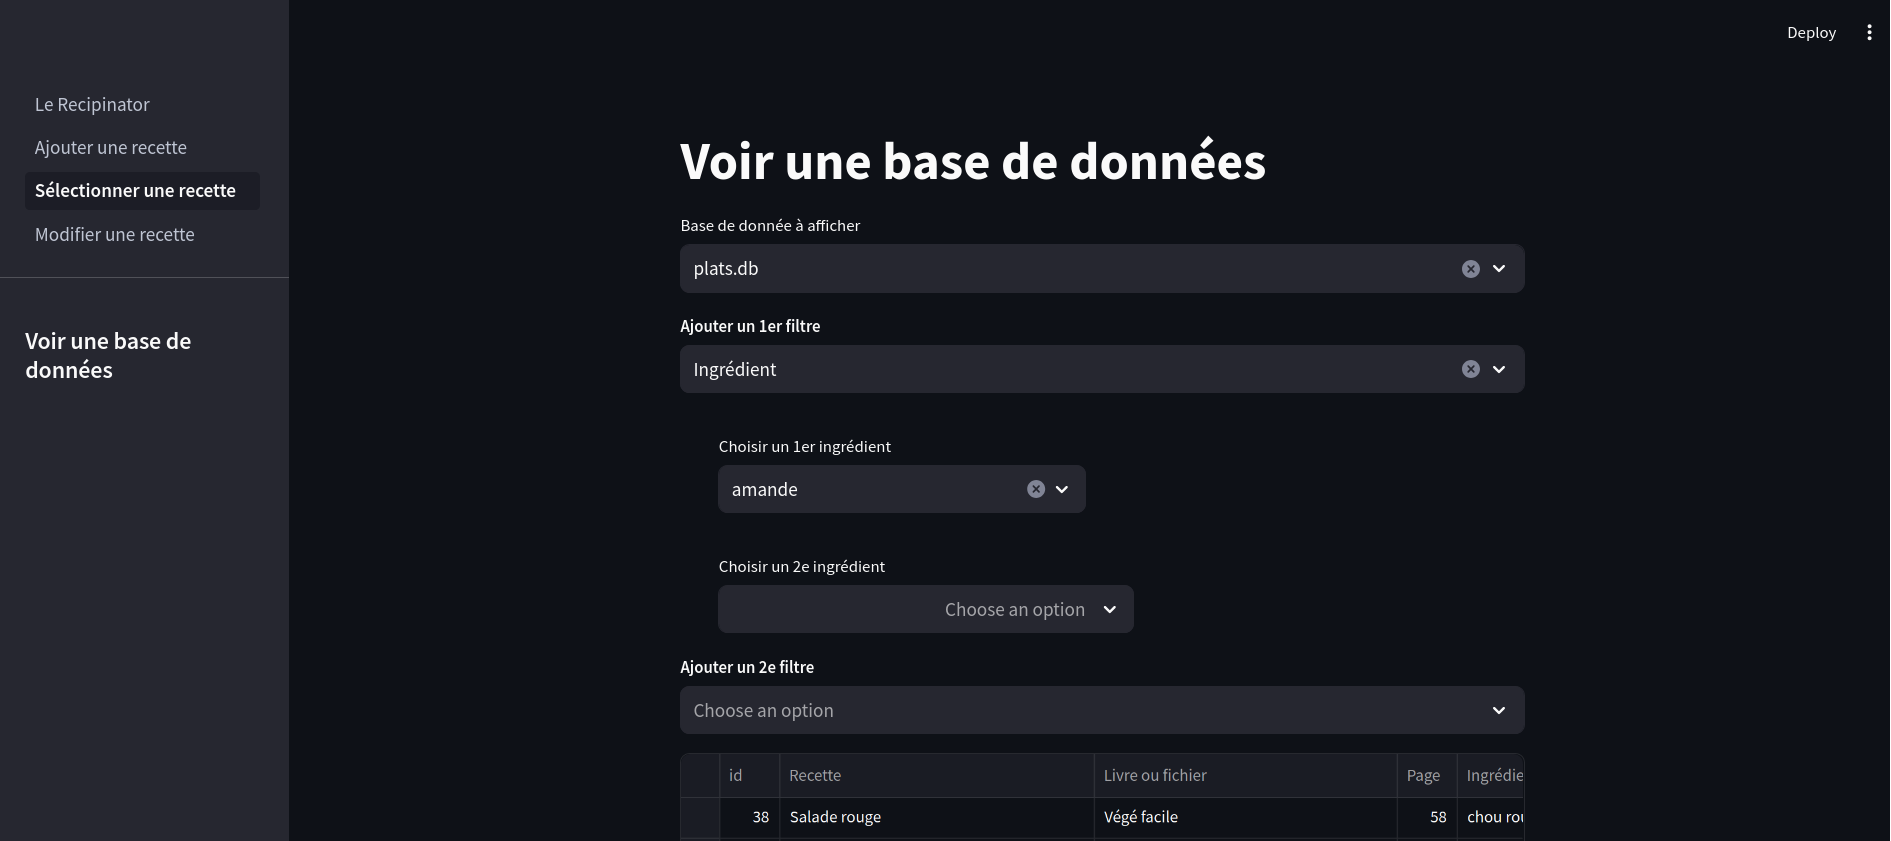 Deploy
Le Recipinator
Ajouter une recette
Sélectionner une recette
Modifier une recette
Voir une base de
données
Voir une base de données
Base de donnée à afficher
plats.db
Ajouter un 1er filtre
Ingrédient
Choisir un 1er ingrédient
amande
Choisir un 2e ingrédient
Choose an option
Ajouter un 2e filtre
Choose an option
id Recette Livre ou fichier Page Ingrédie
38 Salade rouge Végé facile 58 chou rou